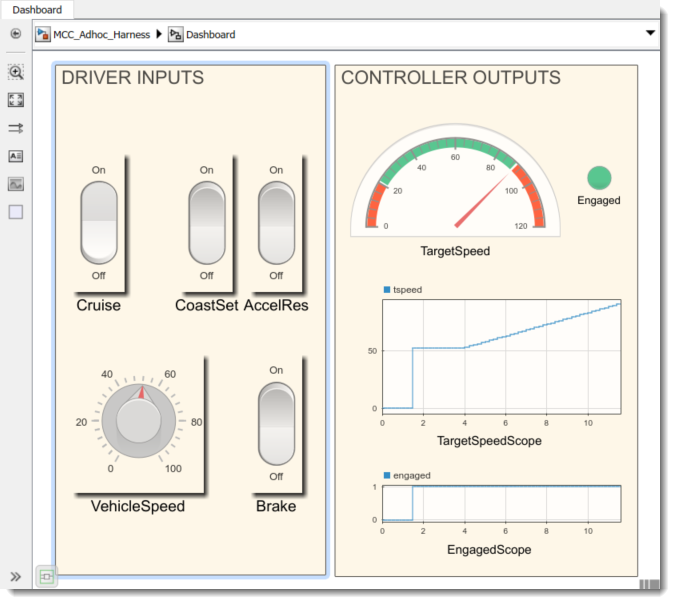 Dashboard
MCC_Adhoc_Harness Dashboard
DRIVER INPUTS
On
Off
Cruise
On
Off
CoastSet
On
Off
AccelRes
0
20
40
60
80
100
VehicleSpeed
On
Off
Brake
CONTROLLER OUTPUTS
0
20
40
60
80
100
120
TargetSpeed
Engaged
tspeed
50
0
0 2 4 6 8 10
TargetSpeedScope
engaged
1
0
0 2 4 6 8 10
EngagedScope